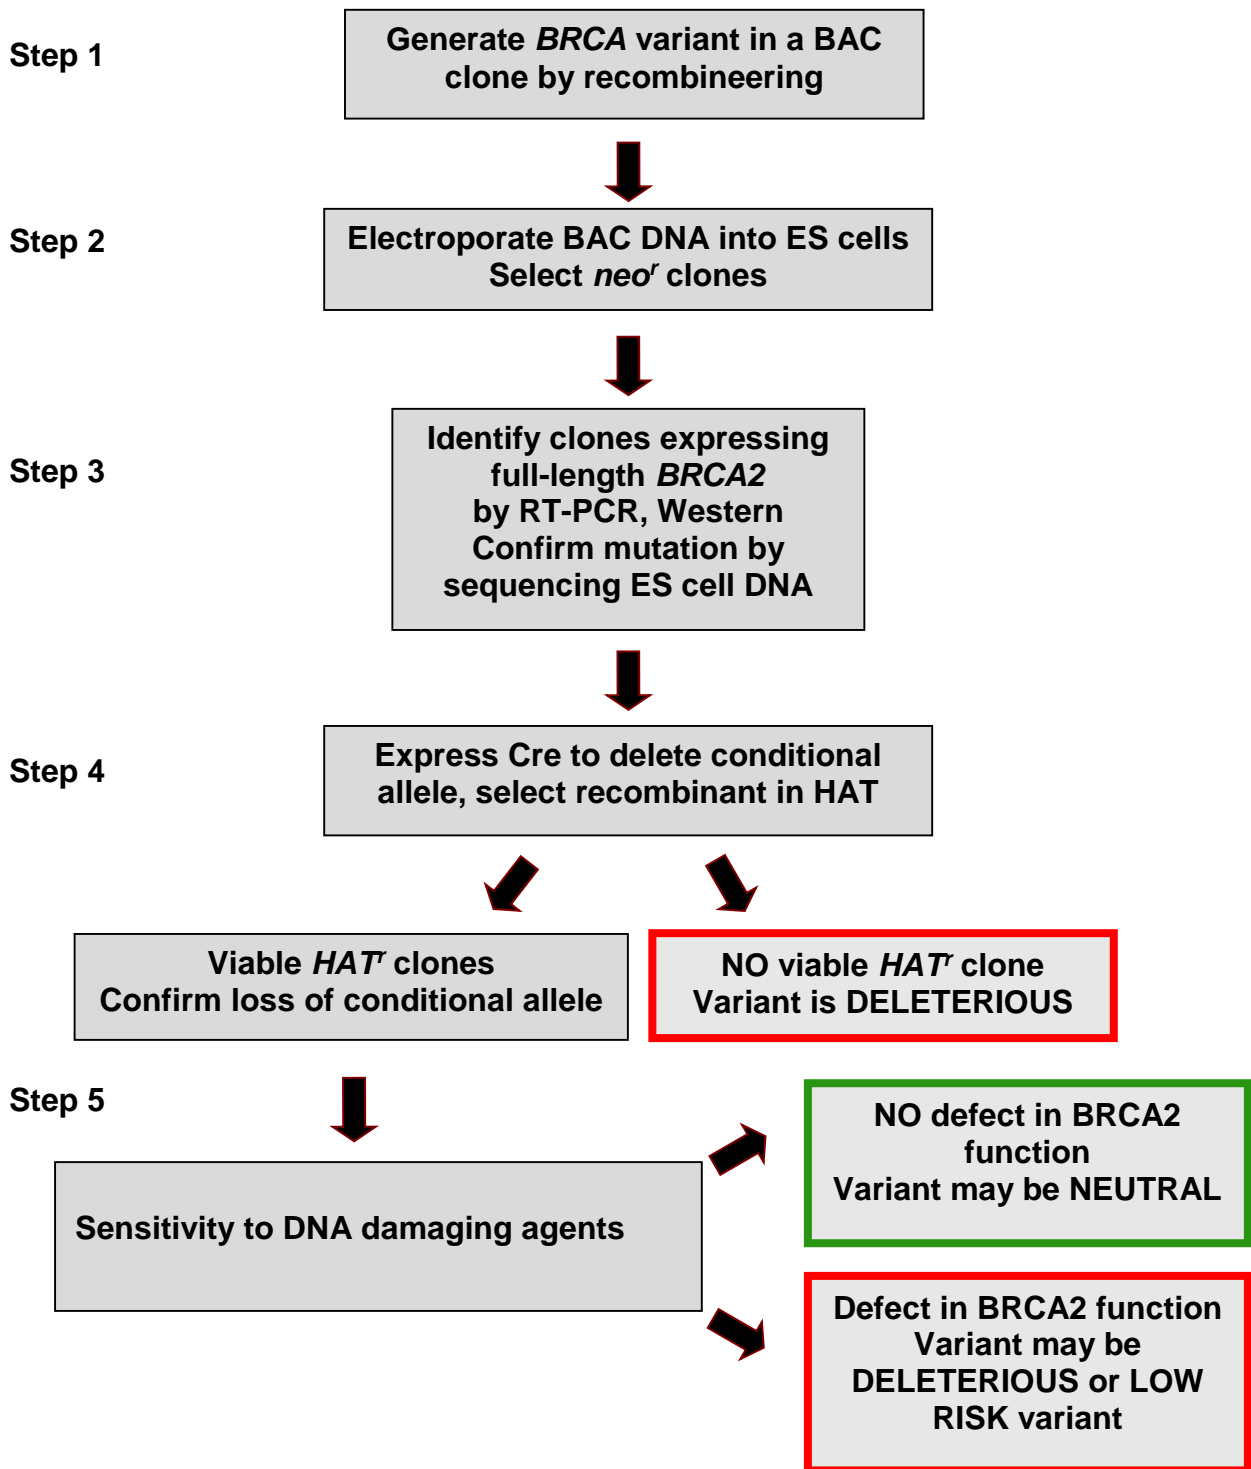 Step 1
Generate BRCA variant in a BAC
clone by recombineering
Step 2
Electroporate BAC DNA into ES cells
Select neoʳ clones
Step 3
Identify clones expressing
full-length BRCA2
by RT-PCR, Western
Confirm mutation by
sequencing ES cell DNA
Step 4
Express Cre to delete conditional
allele, select recombinant in HAT
Viable HATʳ clones
Confirm loss of conditional allele
NO viable HATʳ clone
Variant is DELETERIOUS
Step 5
Sensitivity to DNA damaging agents
NO defect in BRCA2
function
Variant may be NEUTRAL
Defect in BRCA2 function
Variant may be
DELETERIOUS or LOW
RISK variant